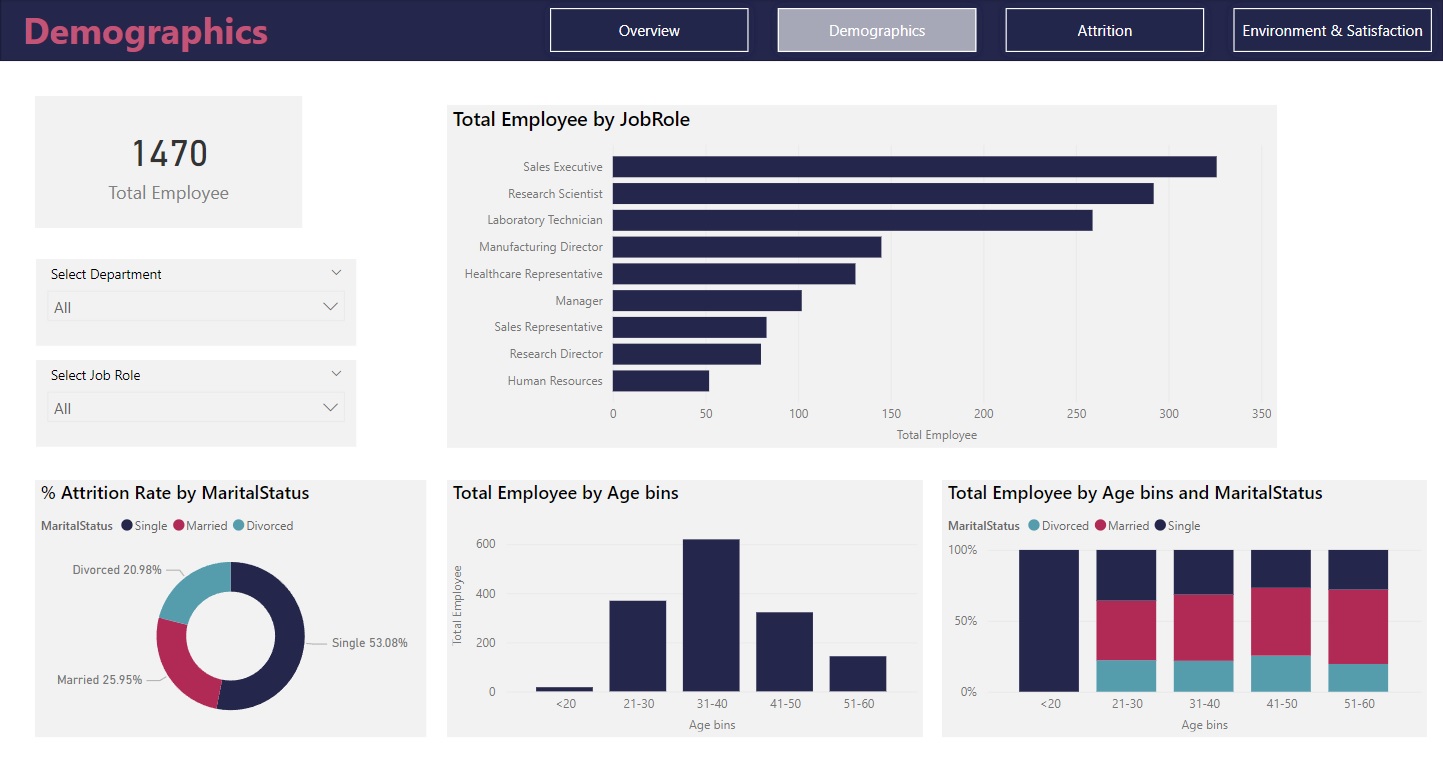 Demographics
Overview
Demographics
Attrition
Environment & Satisfaction
1470
Total Employee
Select Department
All
Select Job Role
All
Total Employee by JobRole
Sales Executive
Research Scientist
Laboratory Technician
Manufacturing Director
Healthcare Representative
Manager
Sales Representative
Research Director
Human Resources
0 50 100 150 200 250 300 350
Total Employee
% Attrition Rate by MaritalStatus
MaritalStatus Single Married Divorced
Divorced 20.98%
Single 53.08%
Married 25.95%
Total Employee by Age bins
Total Employee
600
400
200
0
<20 21-30 31-40 41-50 51-60
Age bins
Total Employee by Age bins and MaritalStatus
MaritalStatus Divorced Married Single
100%
50%
0%
<20 21-30 31-40 41-50 51-60
Age bins